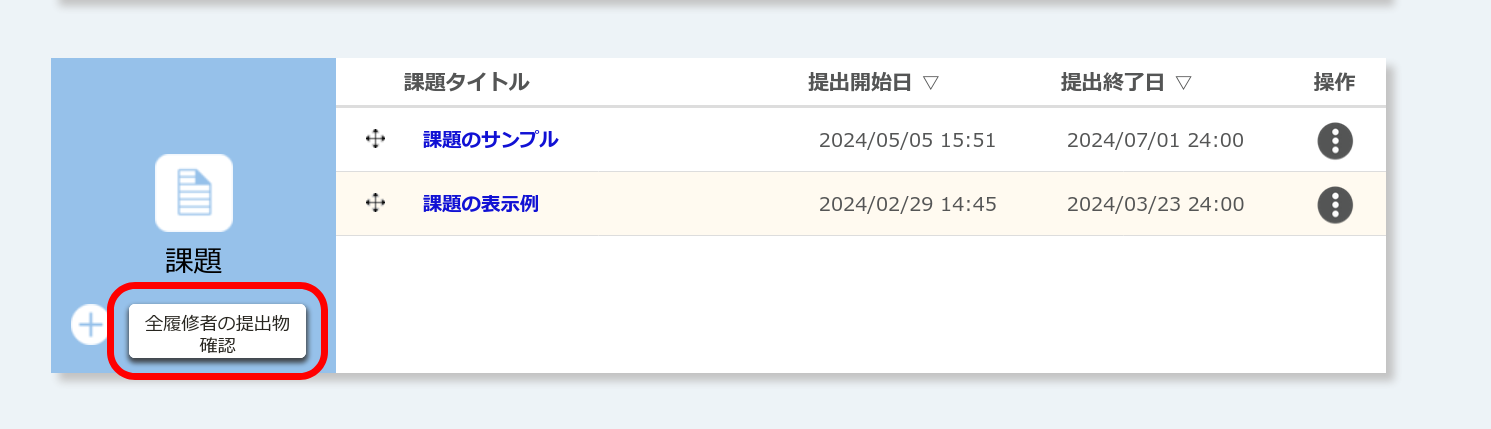 課題タイトル 提出開始日 ▽ 提出終了日 ▽ 操作
課題のサンプル 2024/05/05 15:51 2024/07/01 24:00
課題の表示例 2024/02/29 14:45 2024/03/23 24:00
課題
全履修者の提出物
確認